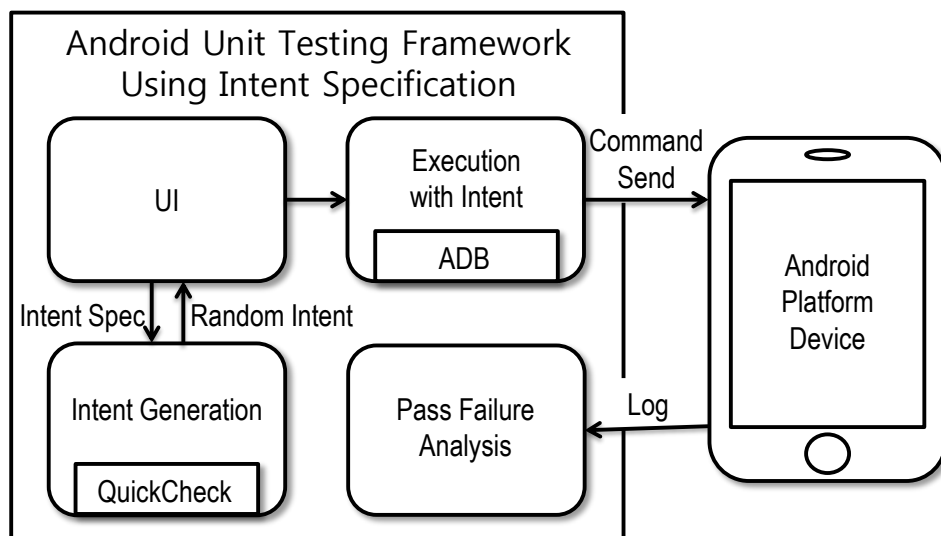 Android Unit Testing Framework
Using Intent Specification
UI
Execution
with Intent
ADB
Command
Send
Android
Platform
Device
Intent Spec
Random Intent
Intent Generation
QuickCheck
Pass Failure
Analysis
Log